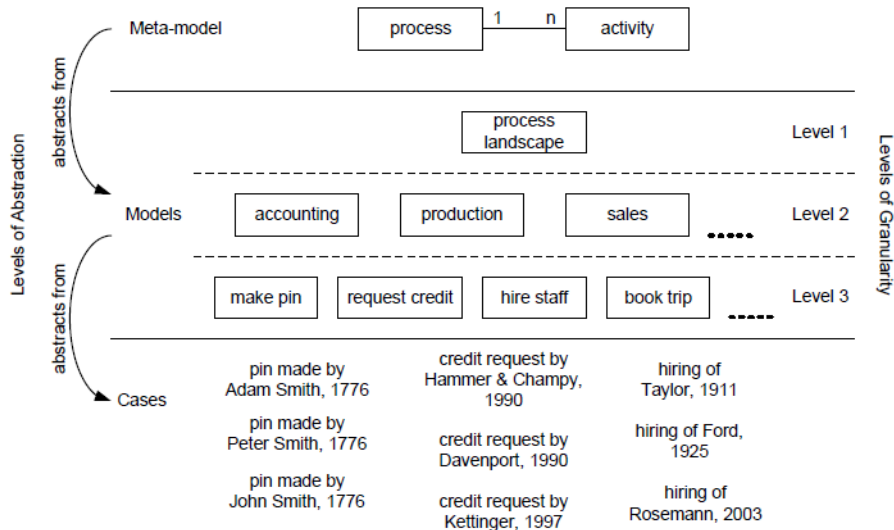 Meta-model
process
1
n
activity
abstracts from
Levels of Abstraction
process
landscape
Level 1
Models
accounting
production
sales
.....
Level 2
Levels of Granularity
abstracts from
make pin
request credit
hire staff
book trip
.....
Level 3
Cases
pin made by
Adam Smith, 1776
credit request by
Hammer & Champy,
1990
hiring of
Taylor, 1911
pin made by
Peter Smith, 1776
credit request by
Davenport, 1990
hiring of Ford,
1925
pin made by
John Smith, 1776
credit request by
Kettinger, 1997
hiring of
Rosemann, 2003